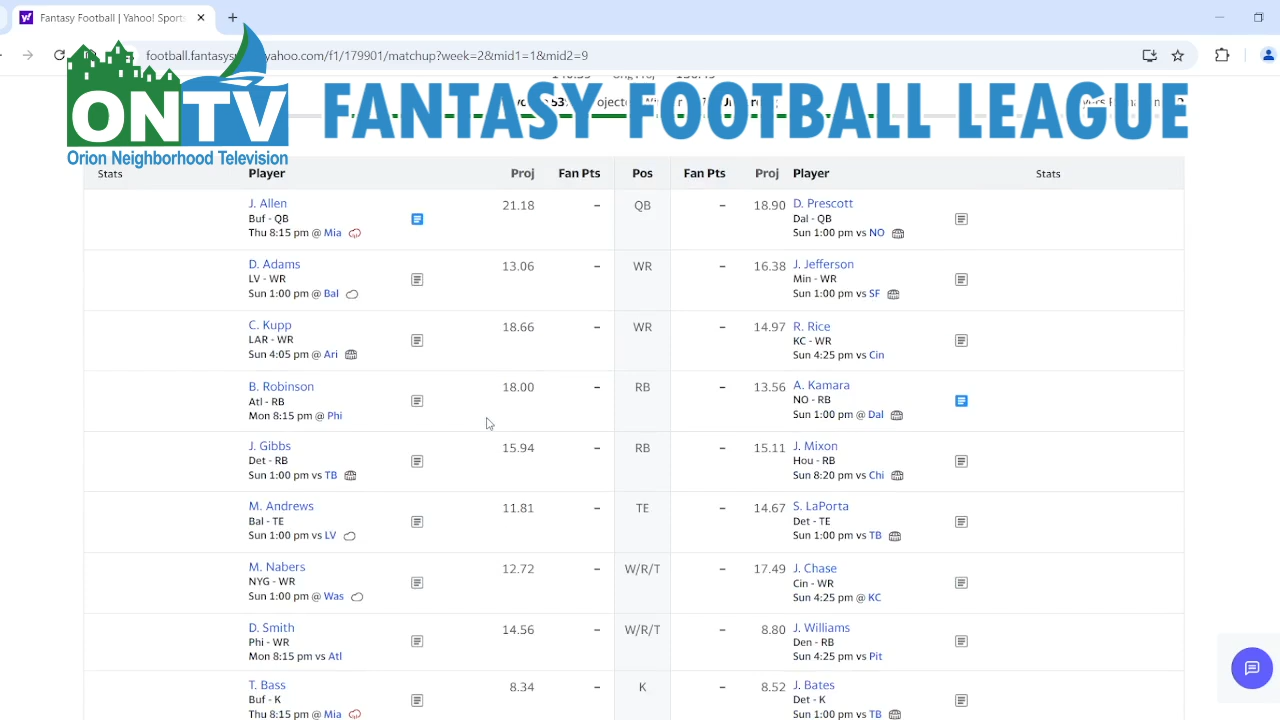 Fantasy Football | Yahoo! Sports
football.fantasys yahoo.com/f1/179901/matchup?week=2&mid1=1&mid2=9
ONTV FANTASY FOOTBALL LEAGUE
Orion Neighborhood Television
Stats Player Proj Fan Pts Pos Fan Pts Proj Player Stats
J. Allen
Buf - QB 21.18 – QB – 18.90
Thu 8:15 pm @ Mia
D. Prescott
Dal - QB
Sun 1:00 pm vs NO
D. Adams
LV - WR 13.06 – WR – 16.38
Sun 1:00 pm @ Bal
J. Jefferson
Min - WR
Sun 1:00 pm vs SF
C. Kupp
LAR - WR 18.66 – WR – 14.97
Sun 4:05 pm @ Ari
R. Rice
KC - WR
Sun 4:25 pm vs Cin
B. Robinson
Atl - RB 18.00 – RB – 13.56
Mon 8:15 pm @ Phi
A. Kamara
NO - RB
Sun 1:00 pm @ Dal
J. Gibbs
Det - RB 15.94 – RB – 15.11
Sun 1:00 pm vs TB
J. Mixon
Hou - RB
Sun 8:20 pm vs Chi
M. Andrews
Bal - TE 11.81 – TE – 14.67
Sun 1:00 pm vs LV
S. LaPorta
Det - TE
Sun 1:00 pm vs TB
M. Nabers
NYG - WR 12.72 – W/R/T – 17.49
Sun 1:00 pm @ Was
J. Chase
Cin - WR
Sun 4:25 pm @ KC
D. Smith
Phi - WR 14.56 – W/R/T – 8.80
Mon 8:15 pm vs Atl
J. Williams
Den - RB
Sun 4:25 pm vs Pit
T. Bass
Buf - K 8.34 – K – 8.52
Thu 8:15 pm @ Mia
J. Bates
Det - K
Sun 1:00 pm vs TB